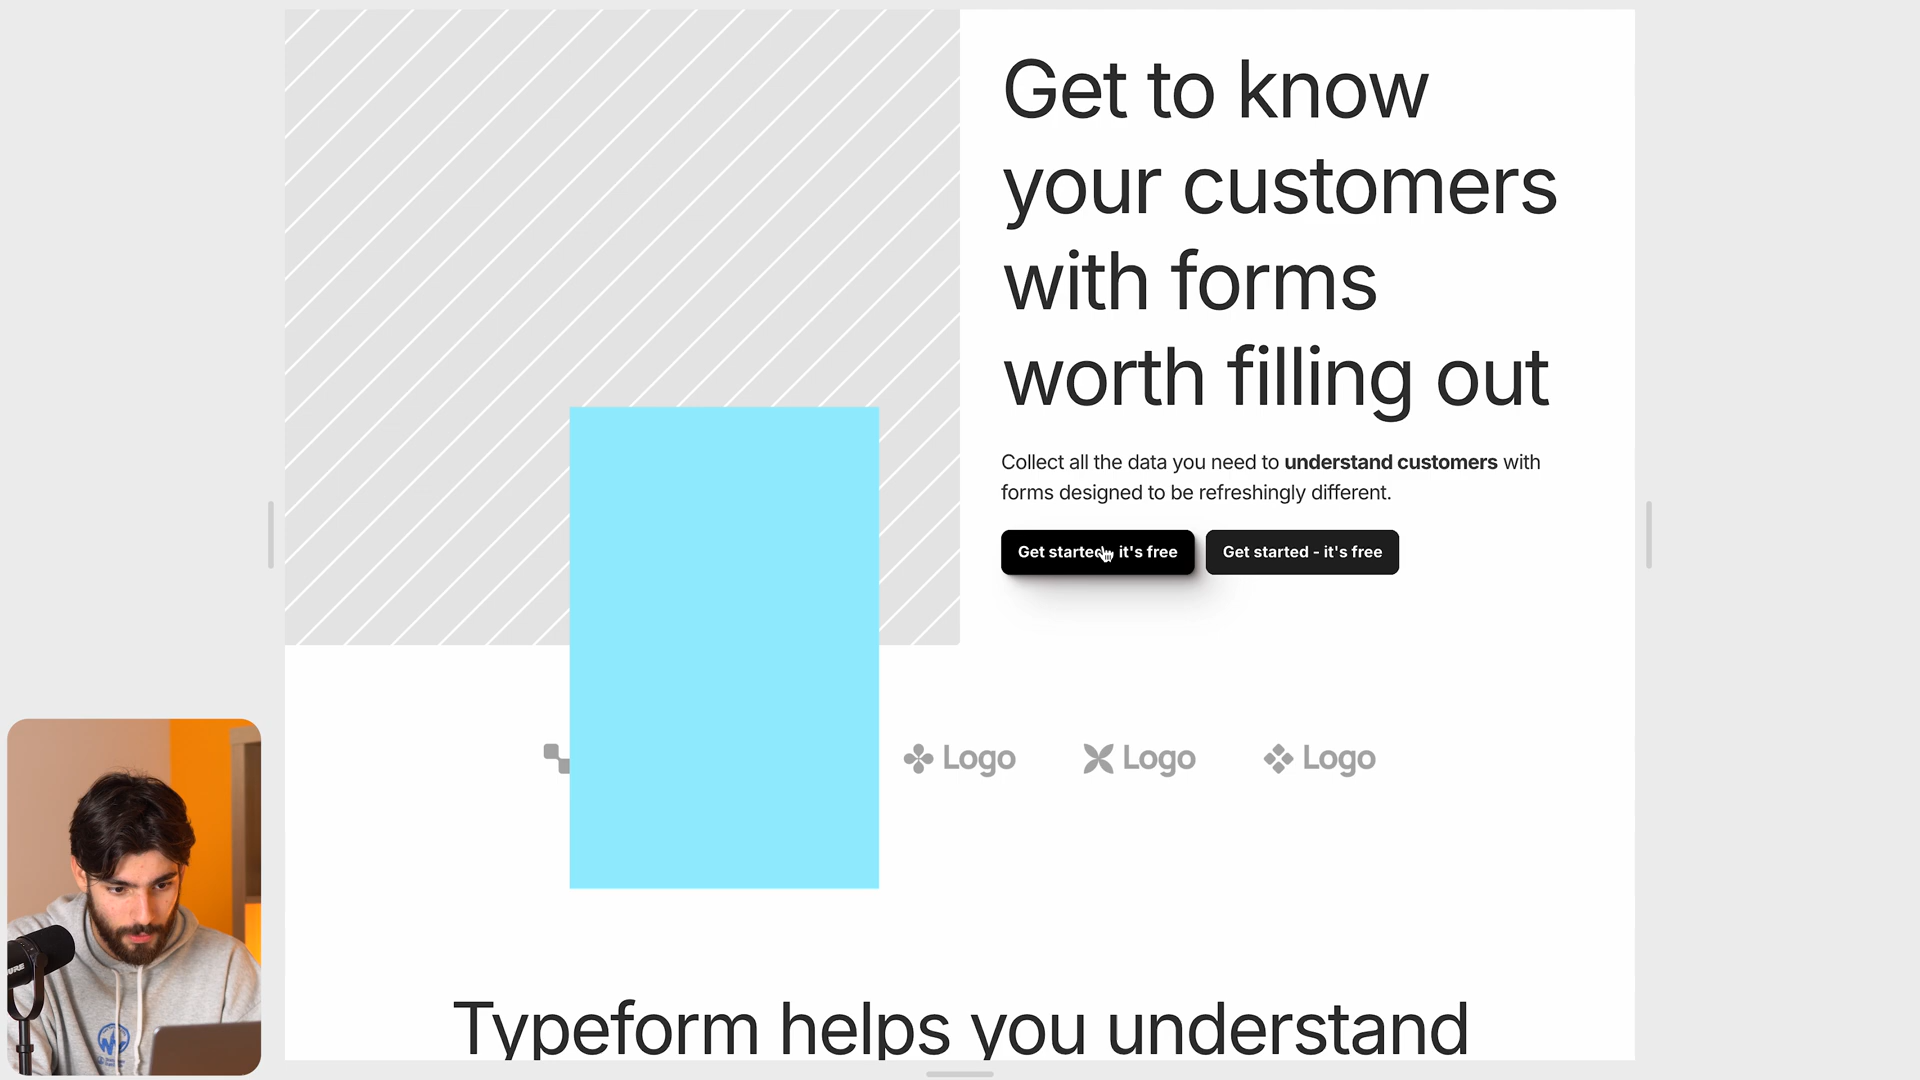 Get to know
your customers
with forms
worth filling out
Collect all the data you need to understand customers with
forms designed to be refreshingly different.
Get started it's free
Get started - it's free
Logo
Logo
Logo
Typeform helps you understand